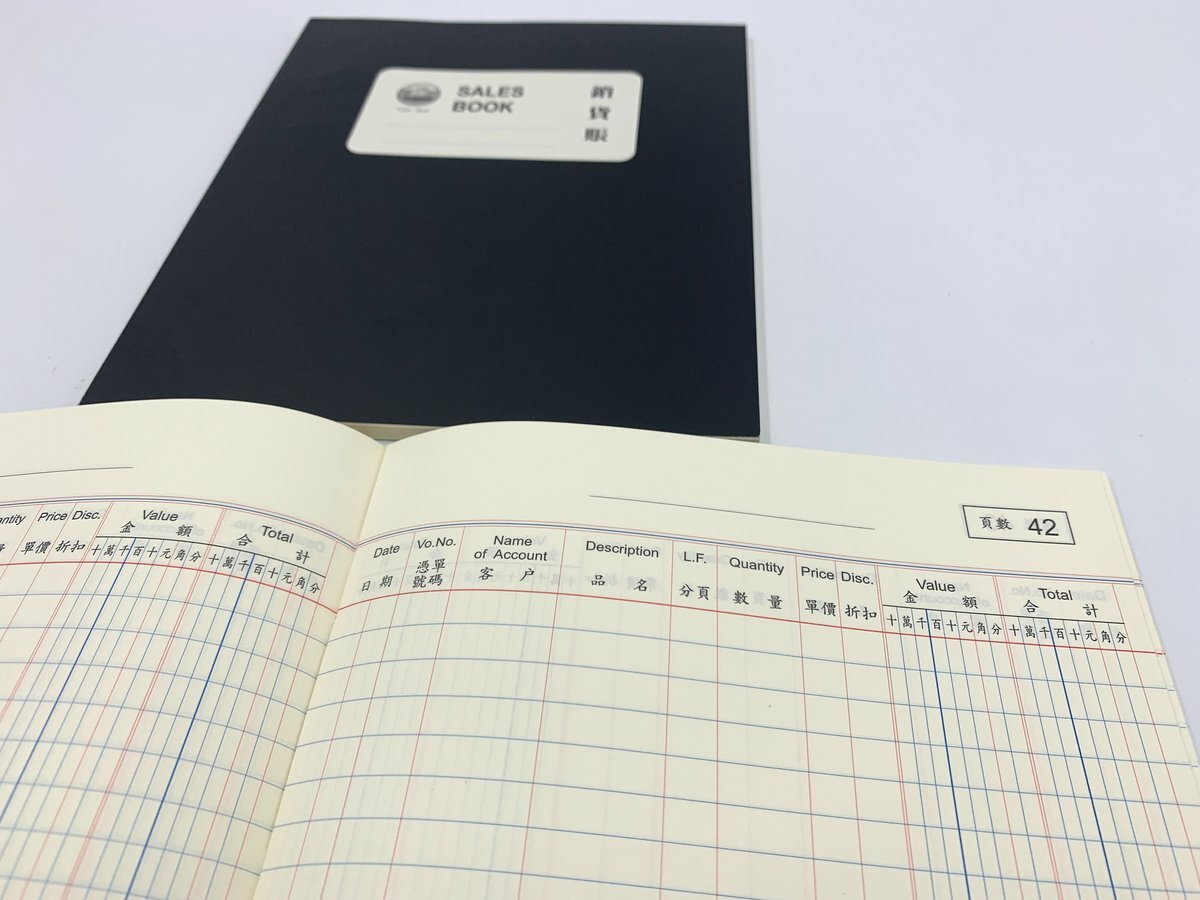 SALES
BOOK
銷
貨
賬
Price Disc. Value Total
金 額 合 計
單價 折扣 十萬千百十元角分 十萬千百十元角分
頁數 42
Date Vo.No. Name of Account Description L.F. Quantity Price Disc. Value Total
日期 憑單號碼 客戶 品名 分頁 數量 單價 折扣 金額 合計
十萬千百十元角分 十萬千百十元角分